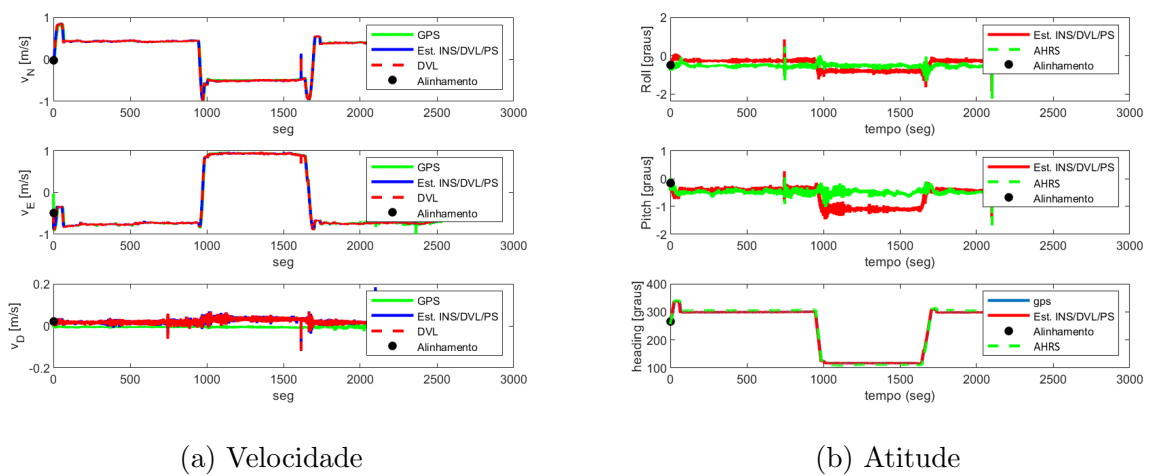 1
0
-1
v_N [m/s]
0 500 1000 1500 2000 2500 3000
seg
GPS
Est. INS/DVL/PS
DVL
Alinhamento
1
0
-1
v_E [m/s]
0 500 1000 1500 2000 2500 3000
seg
GPS
Est. INS/DVL/PS
DVL
Alinhamento
0.2
0
-0.2
v_D [m/s]
0 500 1000 1500 2000 2500 3000
seg
GPS
Est. INS/DVL/PS
DVL
Alinhamento
(a) Velocidade
2
0
-2
Roll [graus]
0 500 1000 1500 2000 2500 3000
tempo (seg)
Est. INS/DVL/PS
AHRS
Alinhamento
1
0
-1
-2
Pitch [graus]
0 500 1000 1500 2000 2500 3000
tempo (seg)
Est. INS/DVL/PS
AHRS
Alinhamento
400
300
200
100
heading [graus]
0 500 1000 1500 2000 2500 3000
tempo (seg)
gps
Est. INS/DVL/PS
Alinhamento
AHRS
(b) Atitude